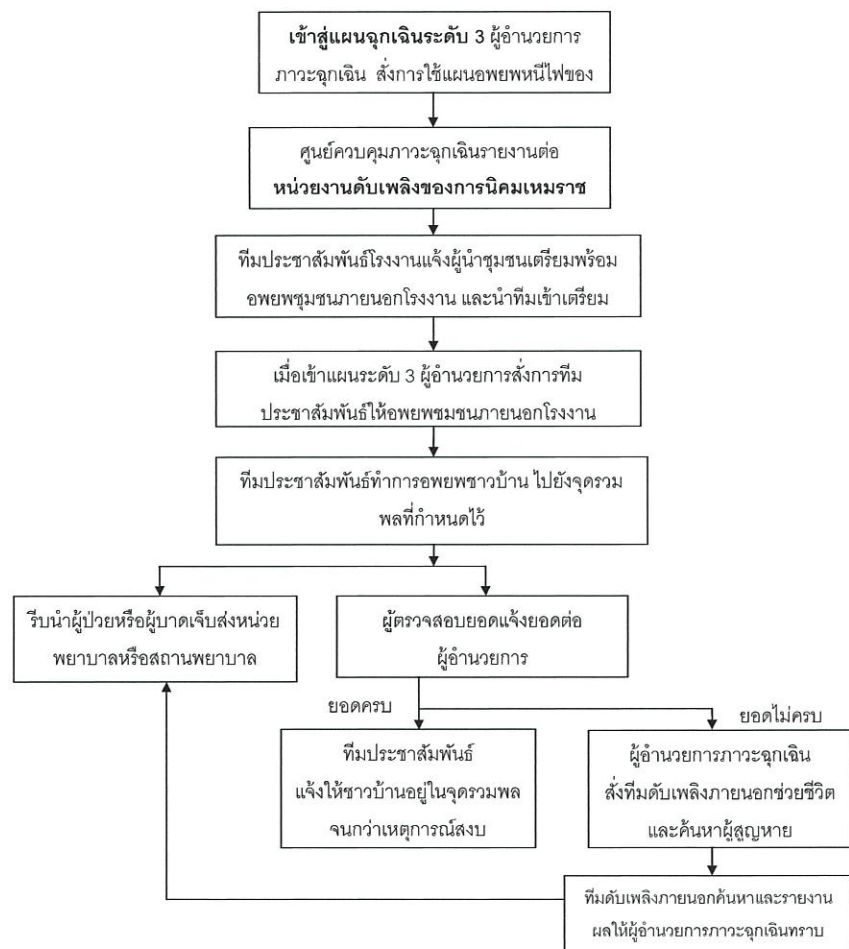 เข้าสู่แผนฉุกเฉินระดับ 3 ผู้อำนวยการ
ภาวะฉุกเฉิน สั่งการใช้แผนอพยพหนีไฟของ
ศูนย์ควบคุมภาวะฉุกเฉินรายงานต่อ
หน่วยงานดับเพลิงของการนิคมเหมราช
ทีมประชาสัมพันธ์โรงงานแจ้งผู้นำชุมชนเตรียมพร้อม
อพยพชุมชนภายนอกโรงงาน และนำทีมเข้าเตรียม
เมื่อเข้าแผนระดับ 3 ผู้อำนวยการสั่งการทีม
ประชาสัมพันธ์ให้อพยพชุมชนภายนอกโรงงาน
ทีมประชาสัมพันธ์ทำการอพยพชาวบ้าน ไปยังจุดรวม
พลที่กำหนดไว้
รีบนำผู้ป่วยหรือผู้บาดเจ็บส่งหน่วย
พยาบาลหรือสถานพยาบาล
ผู้ตรวจสอบยอดแจ้งยอดต่อ
ผู้อำนวยการ
ยอดครบ
ยอดไม่ครบ
ทีมประชาสัมพันธ์
แจ้งให้ชาวบ้านอยู่ในจุดรวมพล
จนกว่าเหตุการณ์สงบ
ผู้อำนวยการภาวะฉุกเฉิน
สั่งทีมดับเพลิงภายนอกช่วยชีวิต
และค้นหาผู้สูญหาย
ทีมดับเพลิงภายนอกค้นหาและรายงาน
ผลให้ผู้อำนวยการภาวะฉุกเฉินทราบ